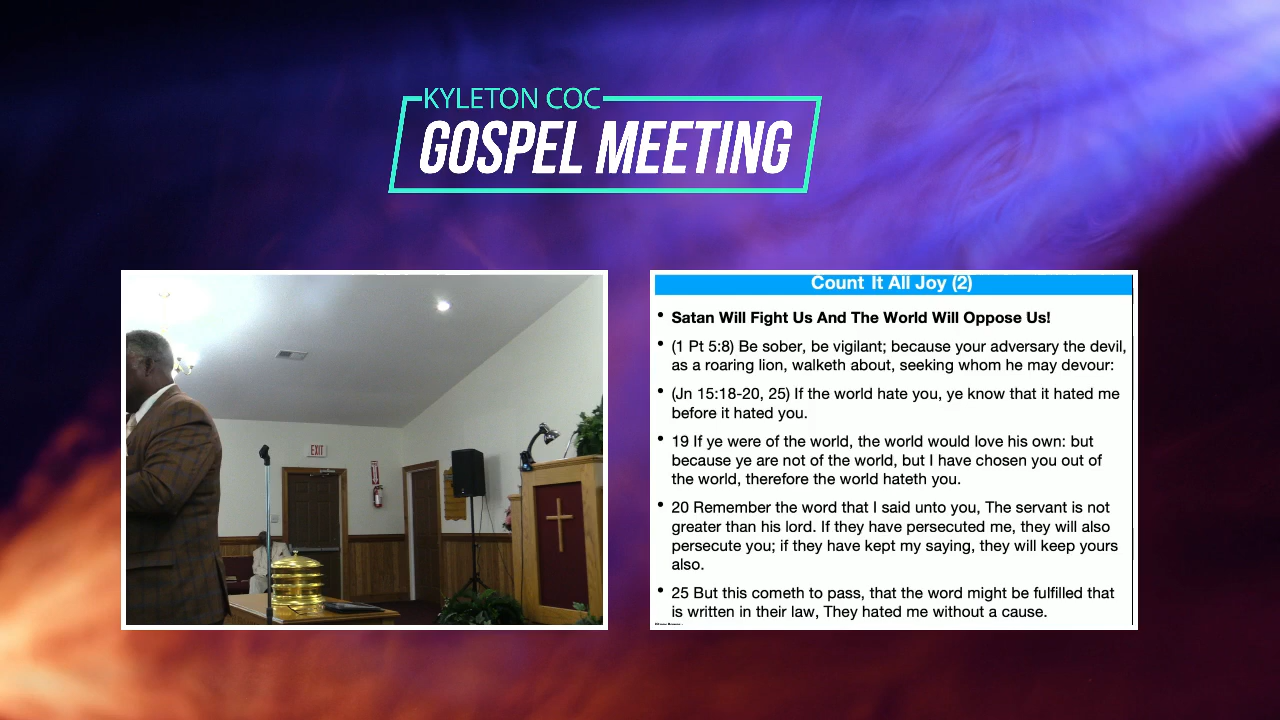 KYLETON COC
GOSPEL MEETING
EXIT
Count It All Joy (2)
• Satan Will Fight Us And The World Will Oppose Us!
• (1 Pt 5:8) Be sober, be vigilant; because your adversary the devil,
as a roaring lion, walketh about, seeking whom he may devour:
• (Jn 15:18-20, 25) If the world hate you, ye know that it hated me
before it hated you.
• 19 If ye were of the world, the world would love his own: but
because ye are not of the world, but I have chosen you out of
the world, therefore the world hateth you.
• 20 Remember the word that I said unto you, The servant is not
greater than his lord. If they have persecuted me, they will also
persecute you; if they have kept my saying, they will keep yours
also.
• 25 But this cometh to pass, that the word might be fulfilled that
is written in their law, They hated me without a cause.